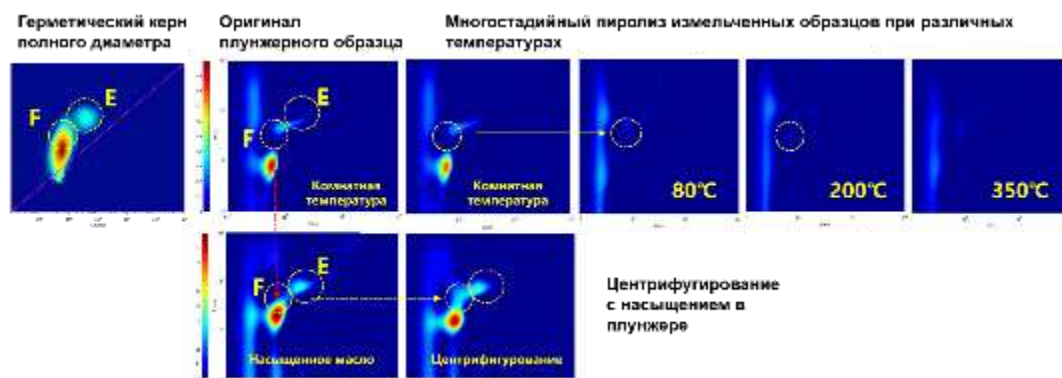 Герметический керн
полного диаметра
Оригинал
плунжерного образца
Многостадийный пиролиз измельченных образцов при различных
температурах
F
E
F
E
Комнатная
температура
Комнатная
температура
80℃
200℃
350℃
F
E
Насыщенное масло
Центрифигурование
Центрифугирование
с насыщением в
плунжере